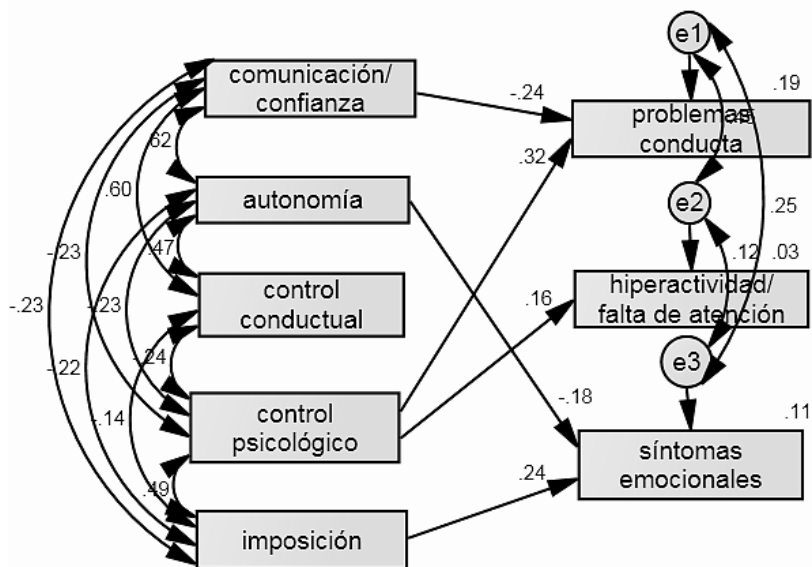 comunicación/
confianza
autonomía
control
conductual
control
psicológico
imposición
.62
.60
-.23
.47
-.23
-.23
-.24
-.22
-.14
.49
-.24
.32
.16
-.18
.24
e1
.19
problemas
conducta
.45
.25
e2
.12
.03
hiperactividad/
falta de atención
e3
.11
síntomas
emocionales